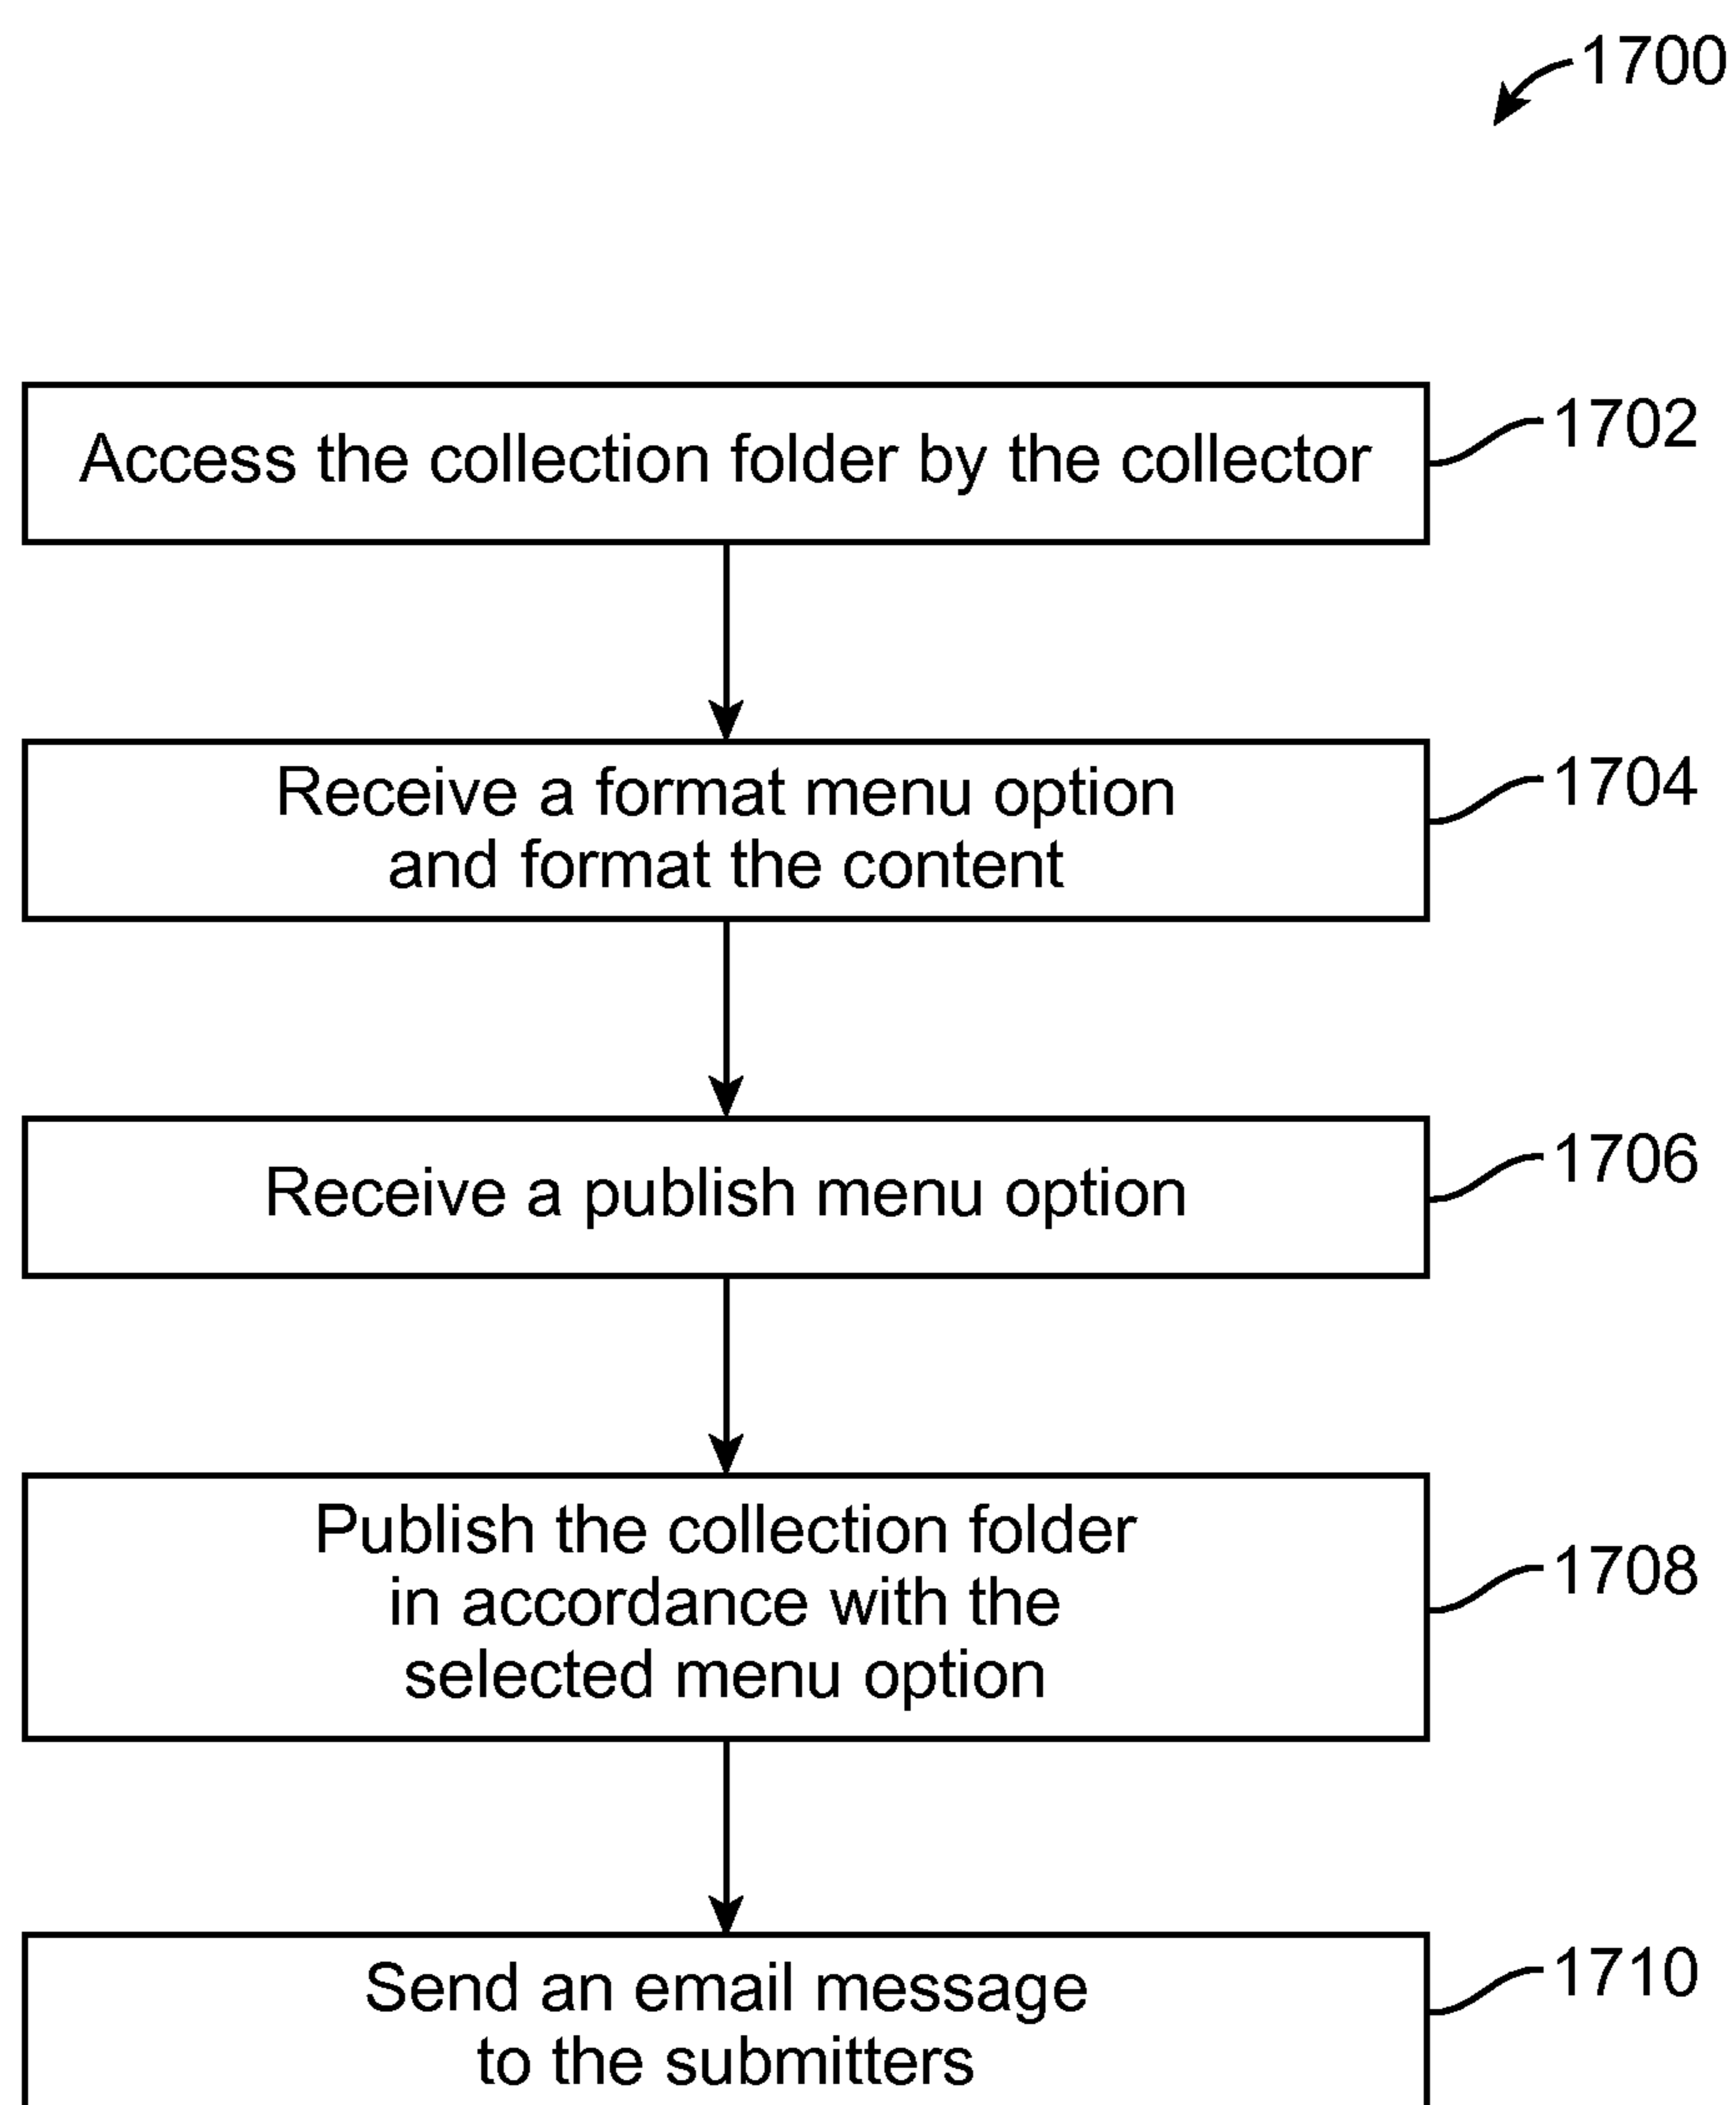 1700
Access the collection folder by the collector
1702
Receive a format menu option
and format the content
1704
Receive a publish menu option
1706
Publish the collection folder
in accordance with the
selected menu option
1708
Send an email message
to the submitters
1710